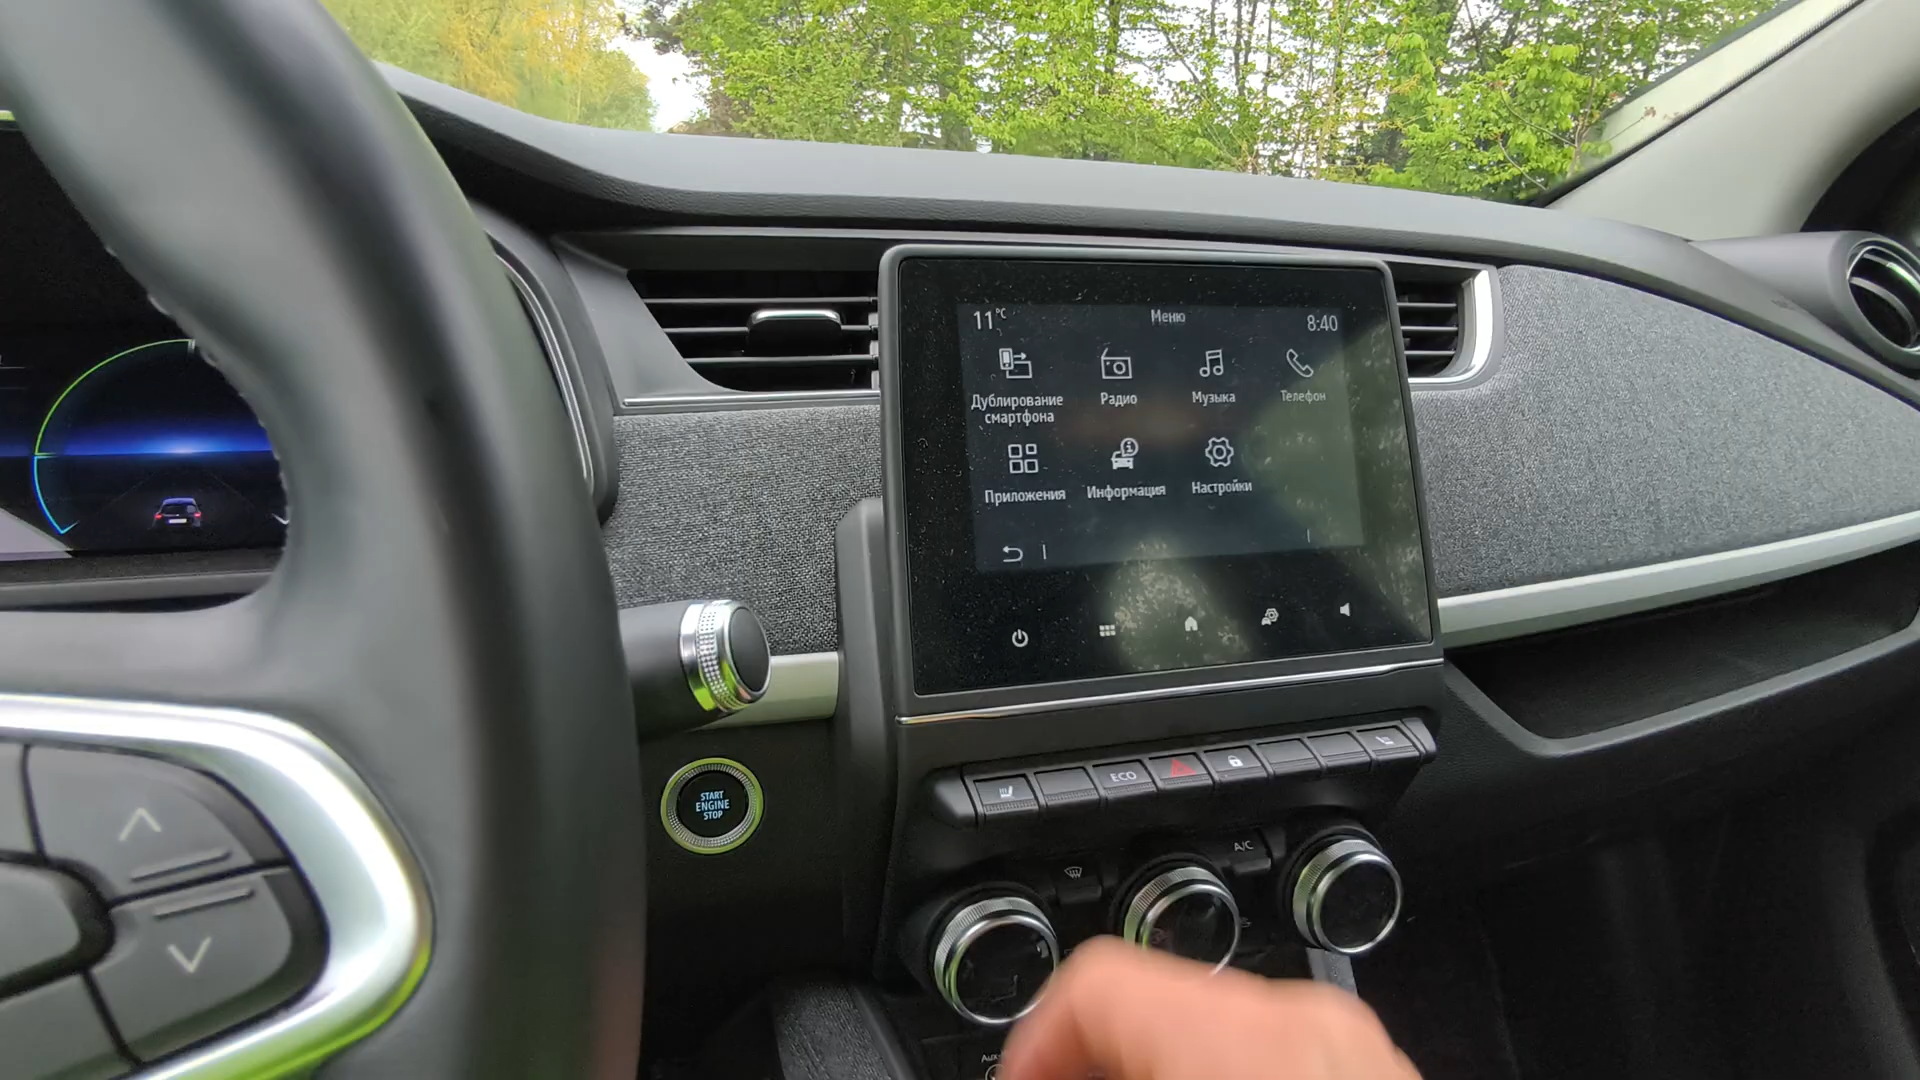 11°C
Меню
8:40
Дублирование
смартфона
Радио
Музыка
Телефон
Приложения
Информация
Настройки
START
ENGINE
STOP
ECO
A/C